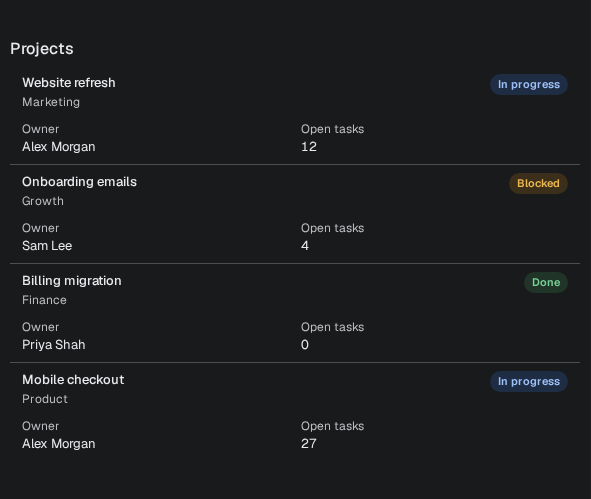 Projects
Website refresh In progress
Marketing
Owner Open tasks
Alex Morgan 12
Onboarding emails Blocked
Growth
Owner Open tasks
Sam Lee 4
Billing migration Done
Finance
Owner Open tasks
Priya Shah 0
Mobile checkout In progress
Product
Owner Open tasks
Alex Morgan 27